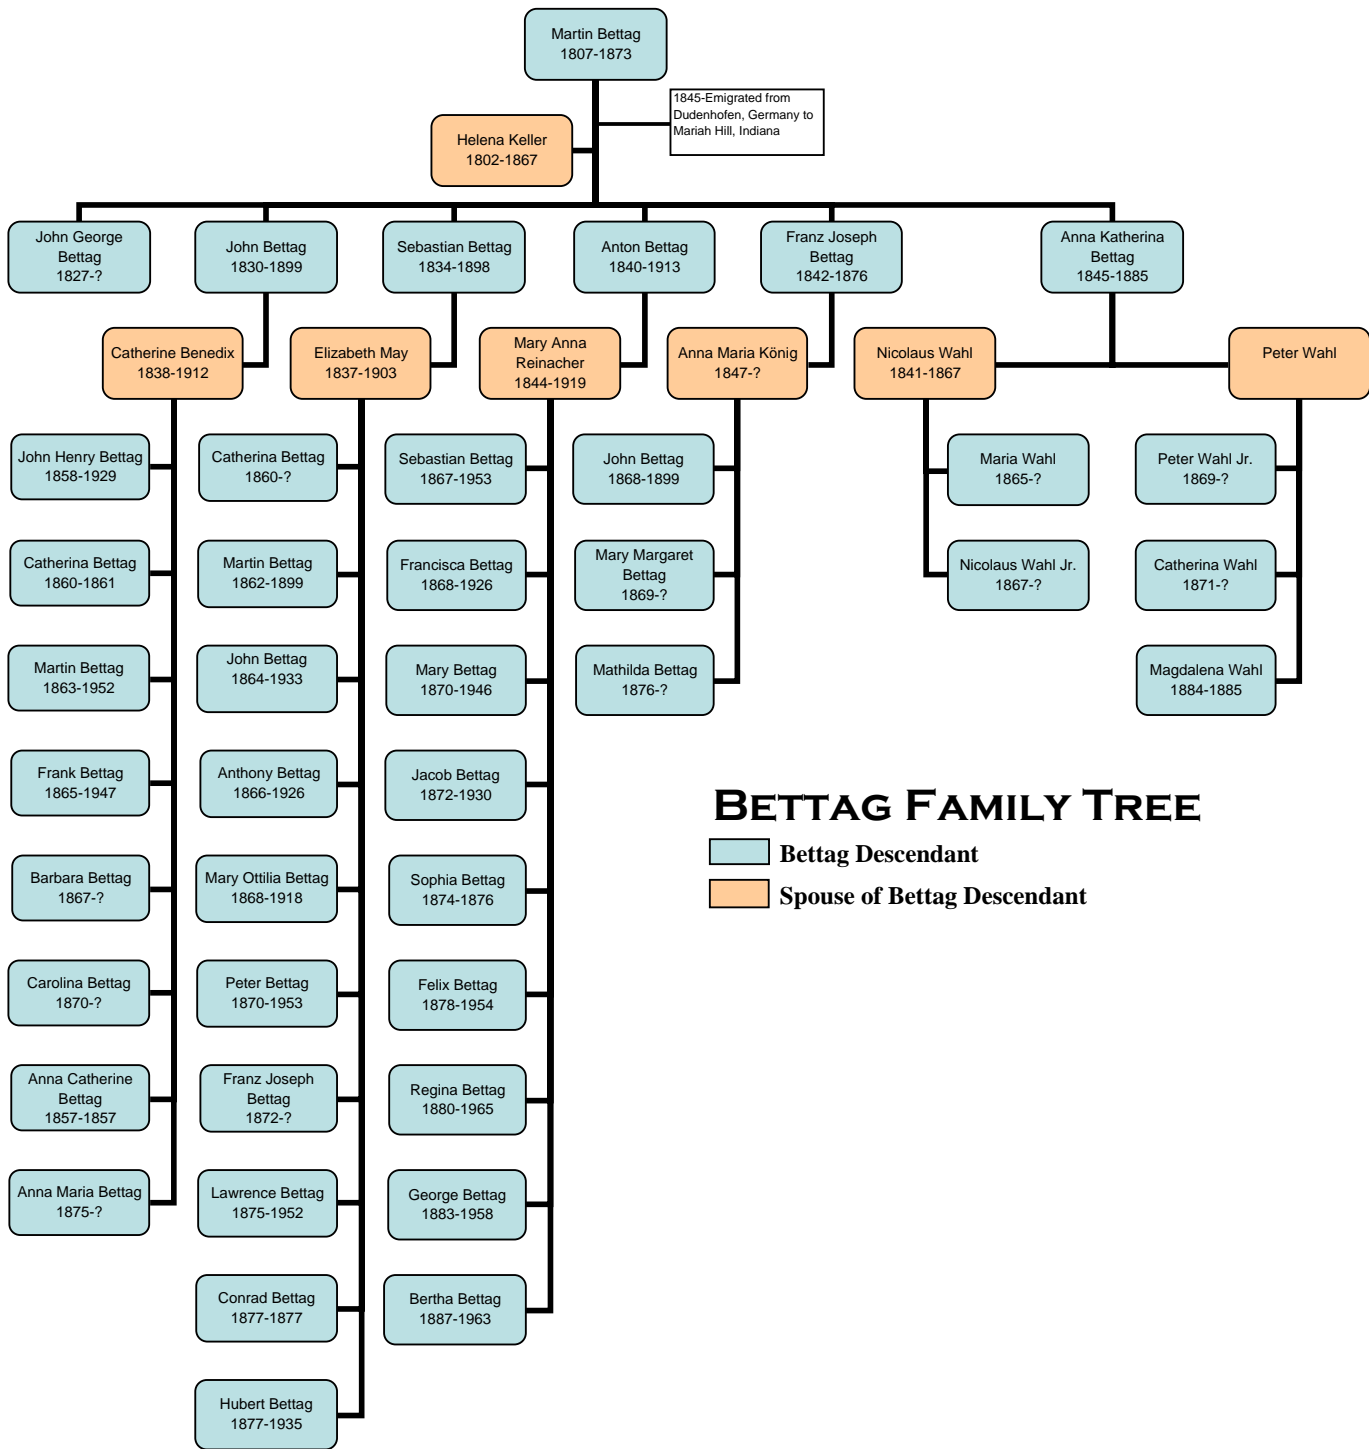 Martin Bettag
1807-1873
1845-Emigrated from
Dudenhofen, Germany to
Mariah Hill, Indiana
Helena Keller
1802-1867
John George
Bettag
1827-?
John Bettag
1830-1899
Sebastian Bettag
1834-1898
Anton Bettag
1840-1913
Franz Joseph
Bettag
1842-1876
Anna Katherina
Bettag
1845-1885
Catherine Benedix
1838-1912
Elizabeth May
1837-1903
Mary Anna
Reinacher
1844-1919
Anna Maria König
1847-?
Nicolaus Wahl
1841-1867
Peter Wahl
John Henry Bettag
1858-1929
Catherina Bettag
1860-?
Sebastian Bettag
1867-1953
John Bettag
1868-1899
Maria Wahl
1865-?
Peter Wahl Jr.
1869-?
Catherina Bettag
1860-1861
Martin Bettag
1862-1899
Francisca Bettag
1868-1926
Mary Margaret
Bettag
1869-?
Nicolaus Wahl Jr.
1867-?
Catherina Wahl
1871-?
Martin Bettag
1863-1952
John Bettag
1864-1933
Mary Bettag
1870-1946
Mathilda Bettag
1876-?
Magdalena Wahl
1884-1885
Frank Bettag
1865-1947
Anthony Bettag
1866-1926
Jacob Bettag
1872-1930
BETTAG FAMILY TREE
Bettag Descendant
Spouse of Bettag Descendant
Barbara Bettag
1867-?
Mary Ottilia Bettag
1868-1918
Sophia Bettag
1874-1876
Carolina Bettag
1870-?
Peter Bettag
1870-1953
Felix Bettag
1878-1954
Anna Catherine
Bettag
1857-1857
Franz Joseph
Bettag
1872-?
Regina Bettag
1880-1965
Anna Maria Bettag
1875-?
Lawrence Bettag
1875-1952
George Bettag
1883-1958
Conrad Bettag
1877-1877
Bertha Bettag
1887-1963
Hubert Bettag
1877-1935